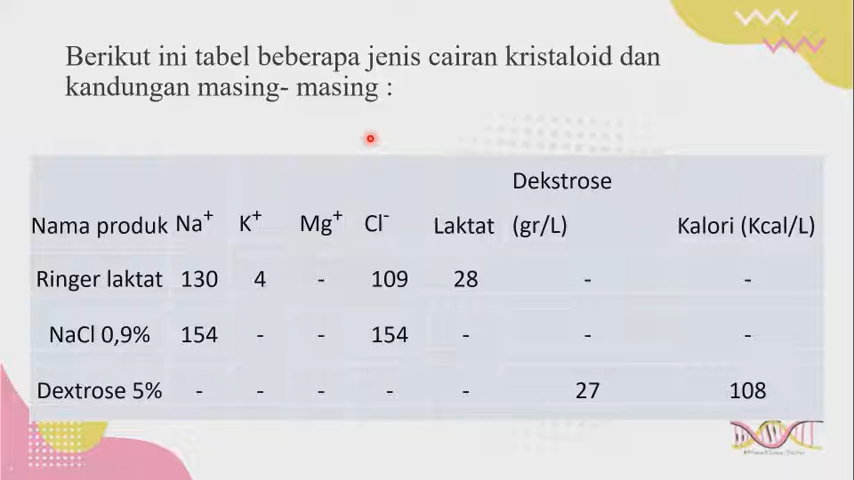 Berikut ini tabel beberapa jenis cairan kristaloid dan
kandungan masing- masing :
Nama produk Na+ K+ Mg+ Cl- Laktat Dekstrose (gr/L) Kalori (Kcal/L)
Ringer laktat 130 4 - 109 28 - -
NaCl 0,9% 154 - - 154 - - -
Dextrose 5% - - - - - 27 108